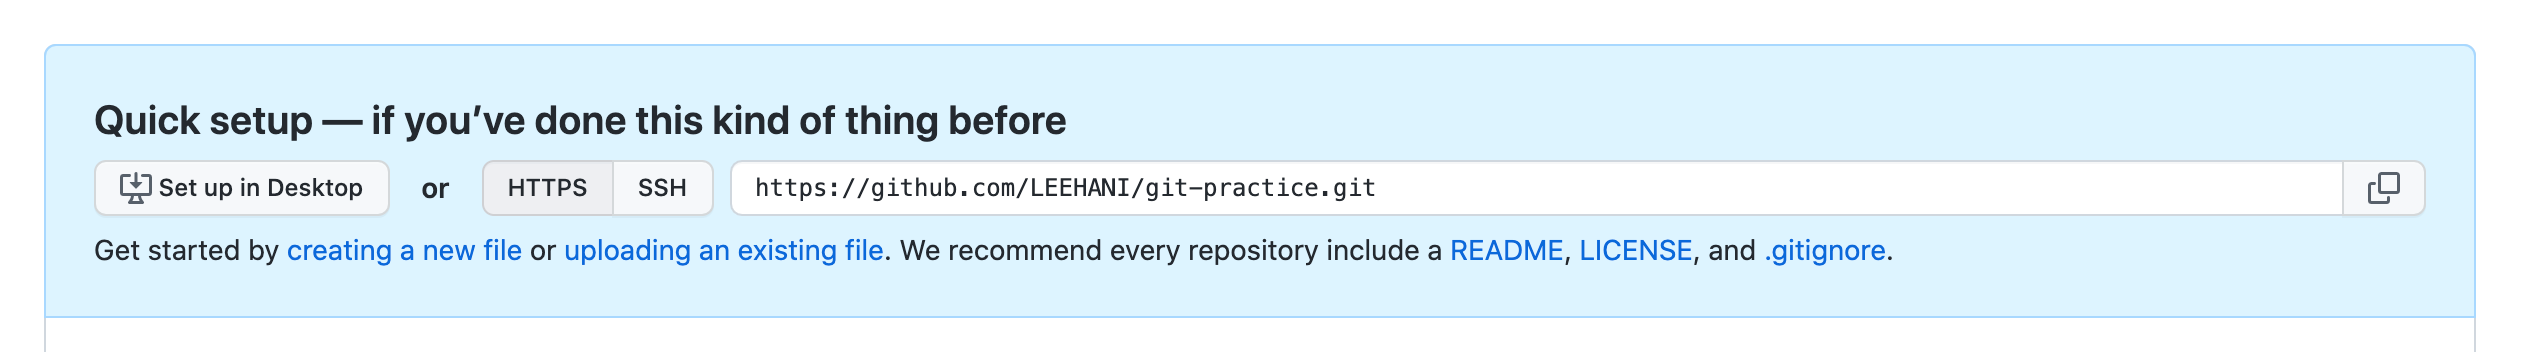 Quick setup — if you’ve done this kind of thing before
Set up in Desktop or HTTPS SSH https://github.com/LEEHANI/git-practice.git
Get started by creating a new file or uploading an existing file. We recommend every repository include a README, LICENSE, and .gitignore.